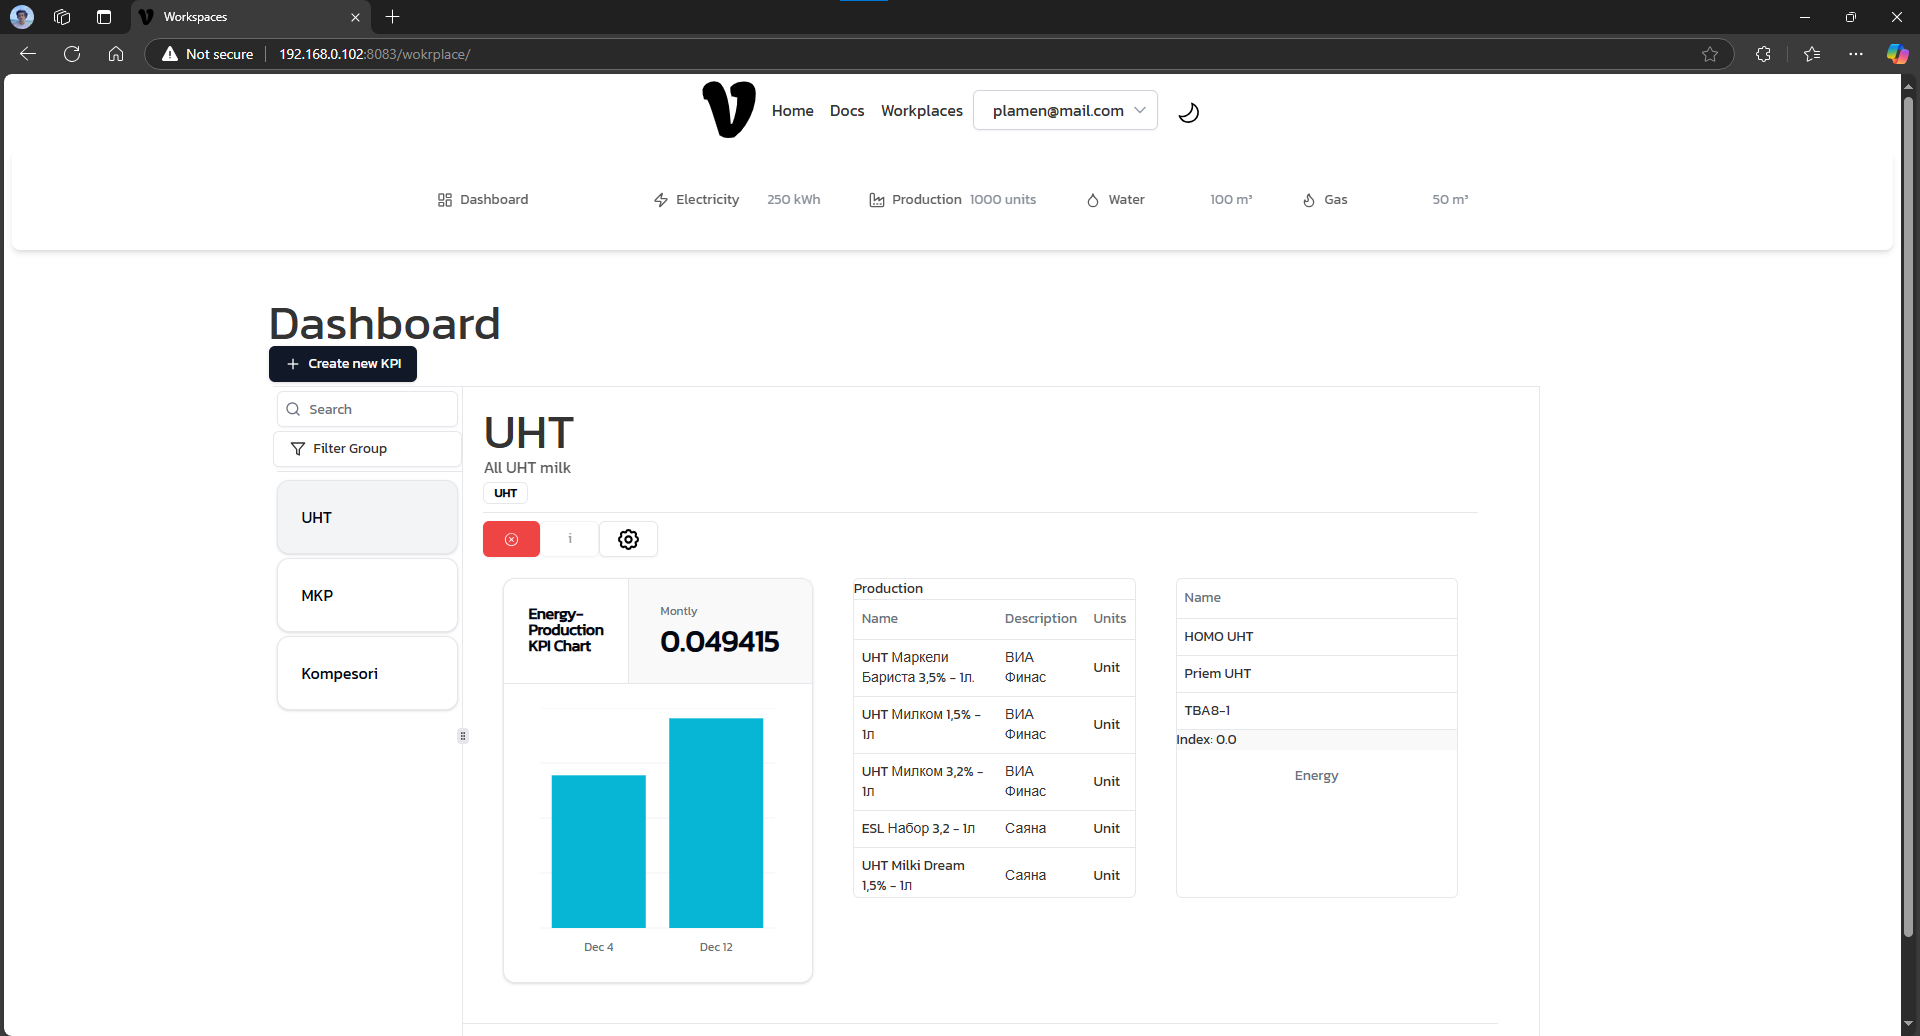 Workspaces
Not secure
192.168.0.102:8083/wokrplace/
Home Docs Workplaces plamen@mail.com
Dashboard Electricity 250 kWh Production 1000 units Water 100 m³ Gas 50 m³
Dashboard
Create new KPI
Search
Filter Group
UHT
MKP
Kompesori
UHT
All UHT milk
UHT
i
Energy-
Production
KPI Chart
Montly
0.049415
Dec 4 Dec 12
Production
Name Description Units
UHT Маркели
Бариста 3,5% - 1л.
ВИА
Финас
Unit
UHT Милком 1,5% -
1л
ВИА
Финас
Unit
UHT Милком 3,2% -
1л
ВИА
Финас
Unit
ESL Набор 3,2 - 1л Саяна Unit
UHT Milki Dream
1,5% - 1л
Саяна
Unit
Name
HOMO UHT
Priem UHT
TBA8-1
Index: 0.0
Energy